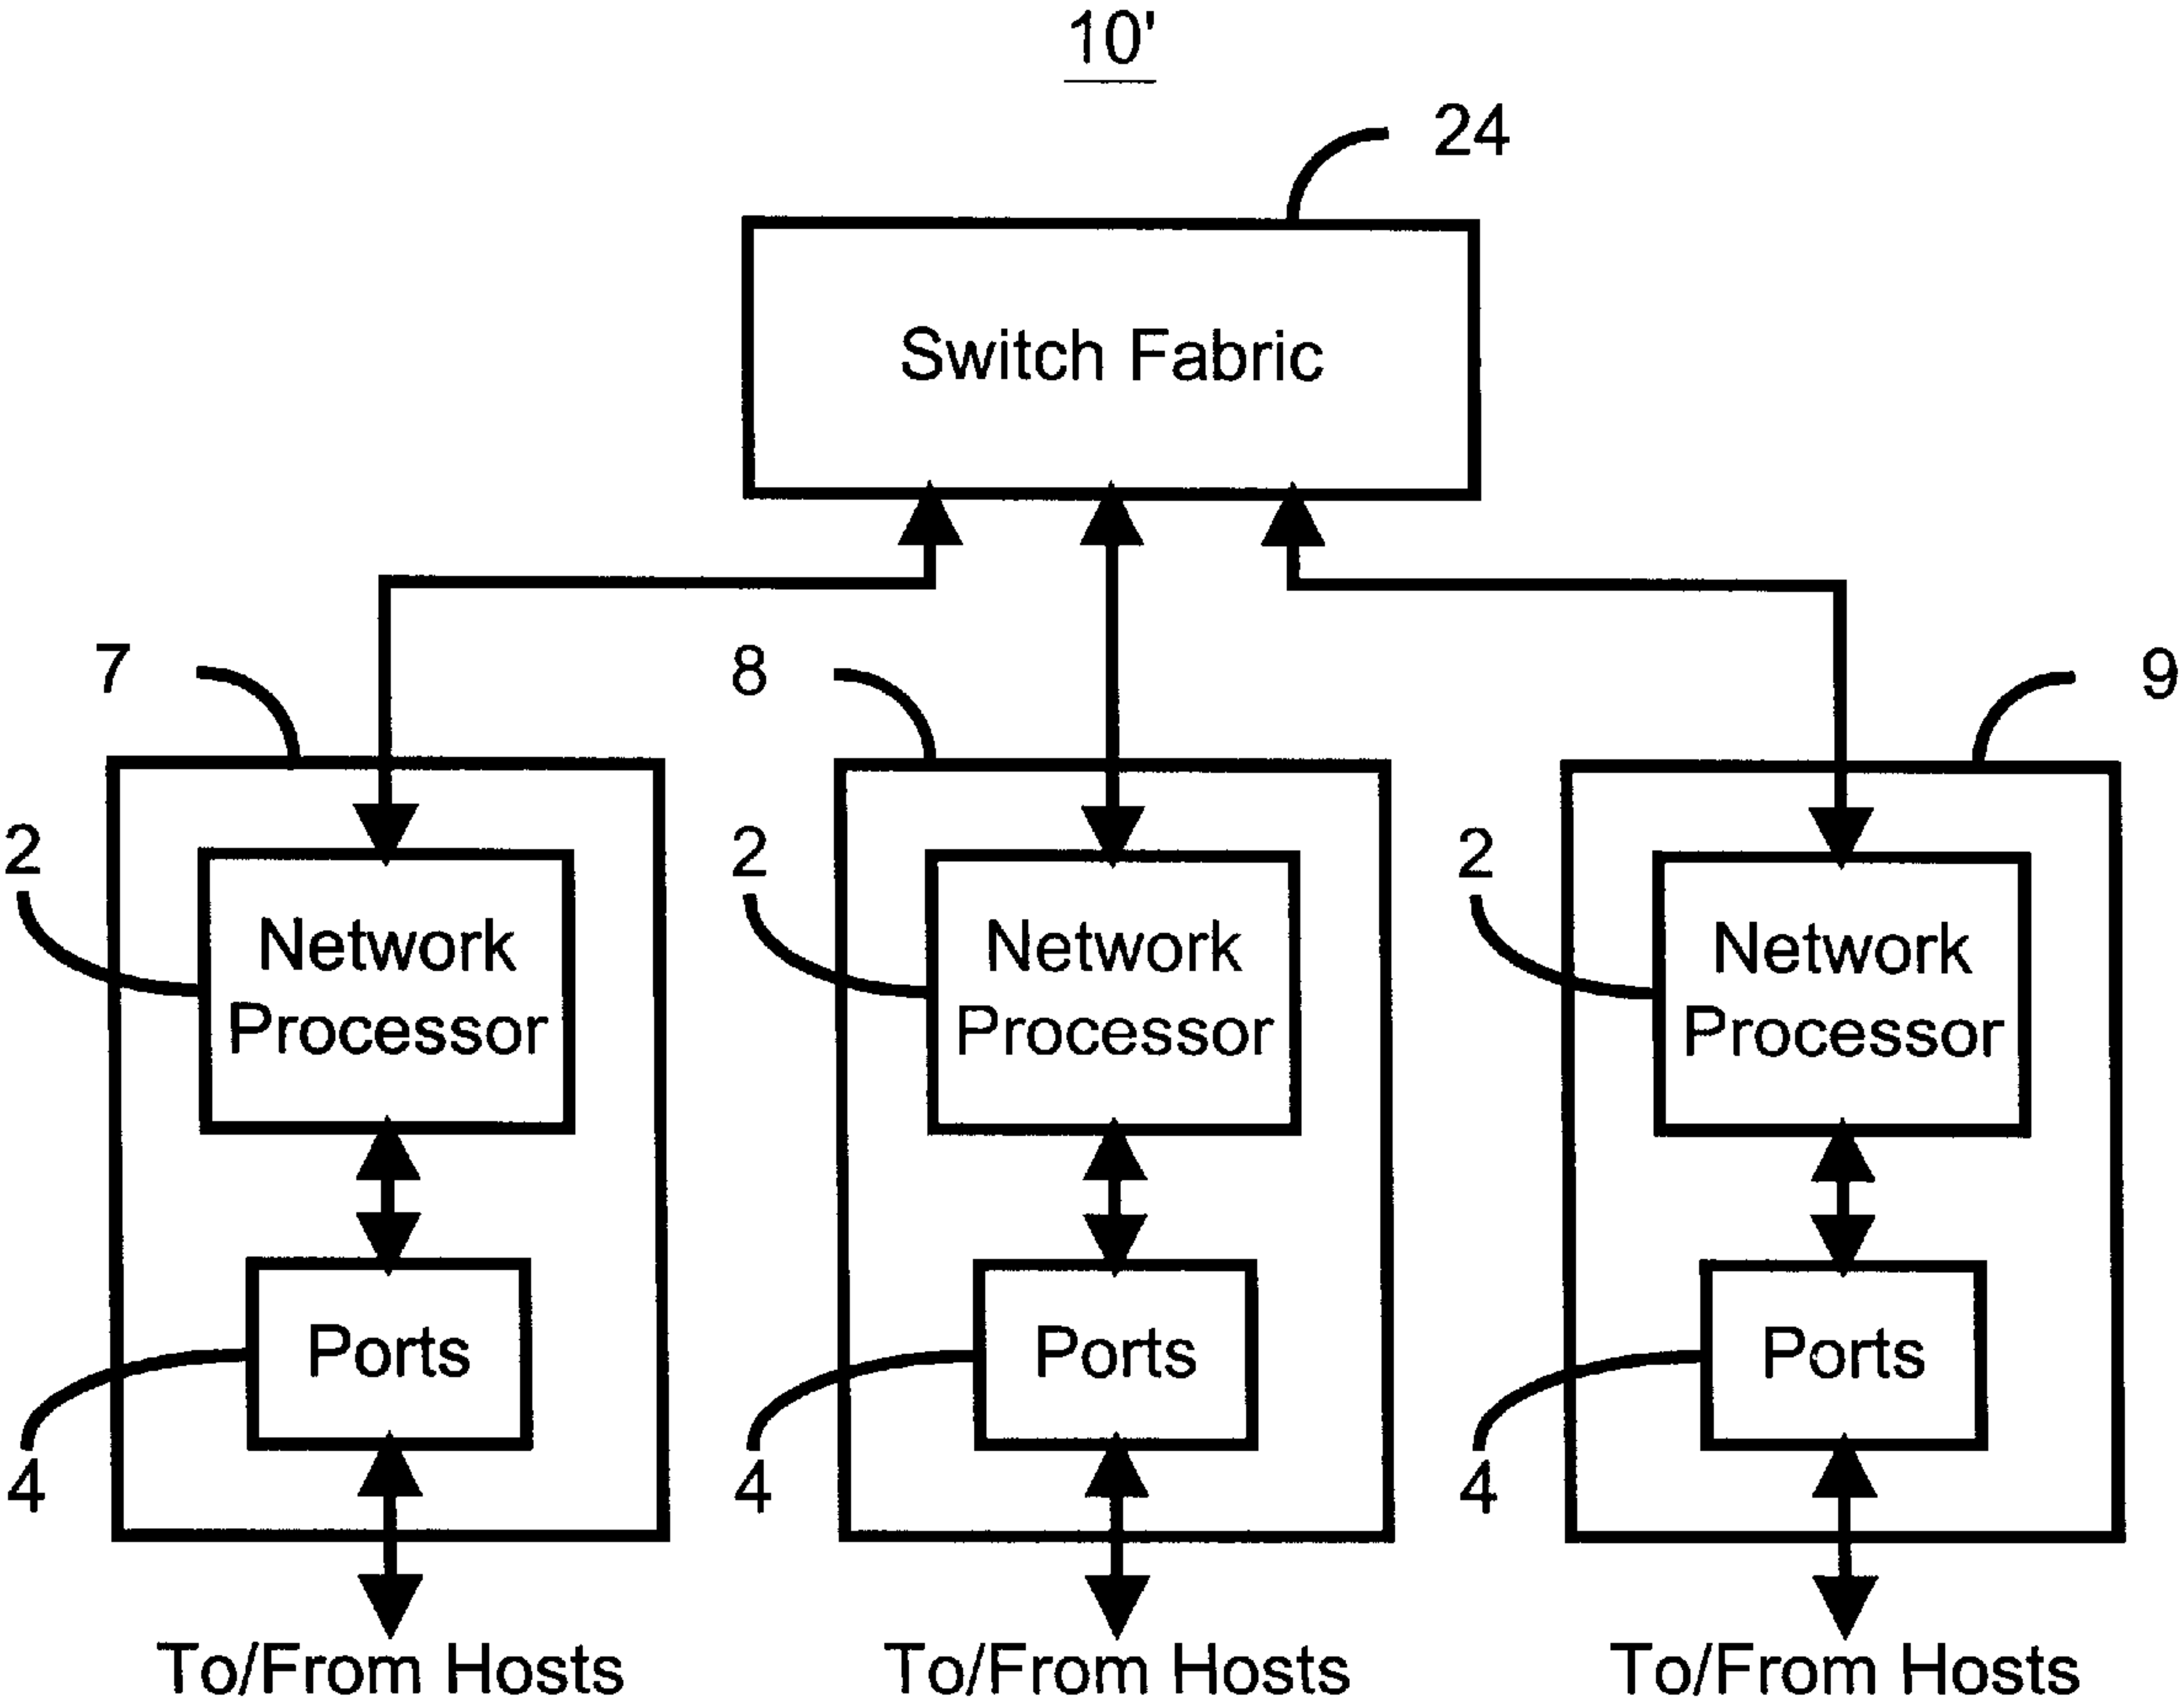 10'
24
Switch Fabric
7
8
9
2
2
2
Network
Processor
Network
Processor
Network
Processor
Ports
Ports
Ports
4
4
4
To/From Hosts
To/From Hosts
To/From Hosts